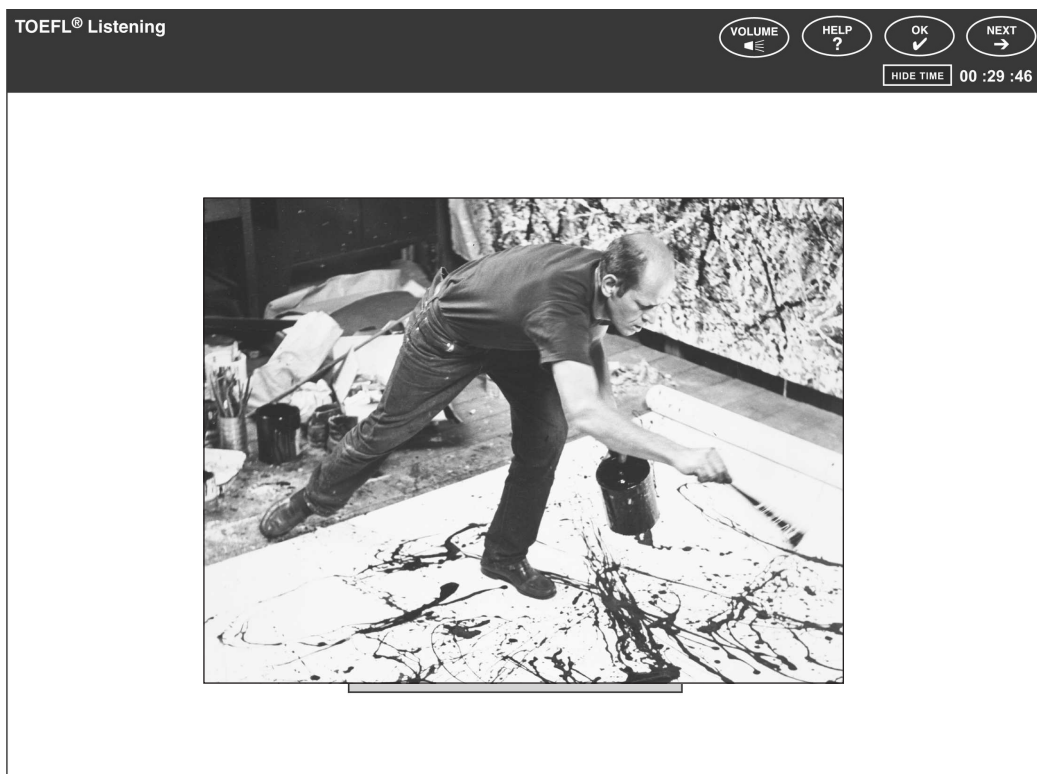 TOEFL® Listening
VOLUME
HELP
?
OK
NEXT
HIDE TIME 00 :29 :46